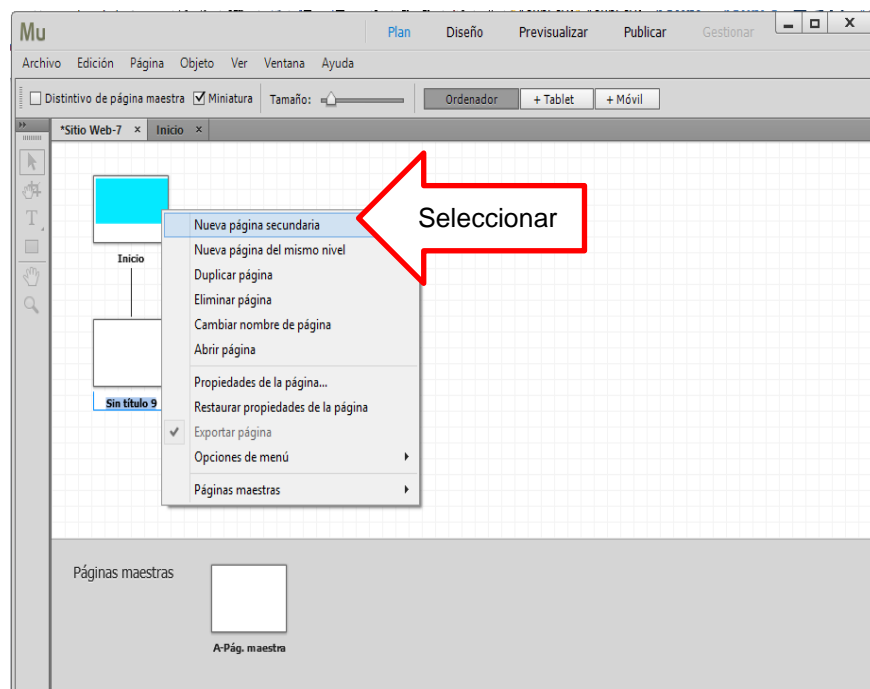 Mu
Plan Diseño Previsualizar Publicar Gestionar
Archivo Edición Página Objeto Ver Ventana Ayuda
Distintivo de página maestra Miniatura Tamaño: Ordenador + Tablet + Móvil
*Sitio Web-7 × Inicio ×
Inicio
Sin título 9
Nueva página secundaria
Nueva página del mismo nivel
Duplicar página
Eliminar página
Cambiar nombre de página
Abrir página
Propiedades de la página...
Restaurar propiedades de la página
Exportar página
Opciones de menú
Páginas maestras
Seleccionar
Páginas maestras
A-Pág. maestra